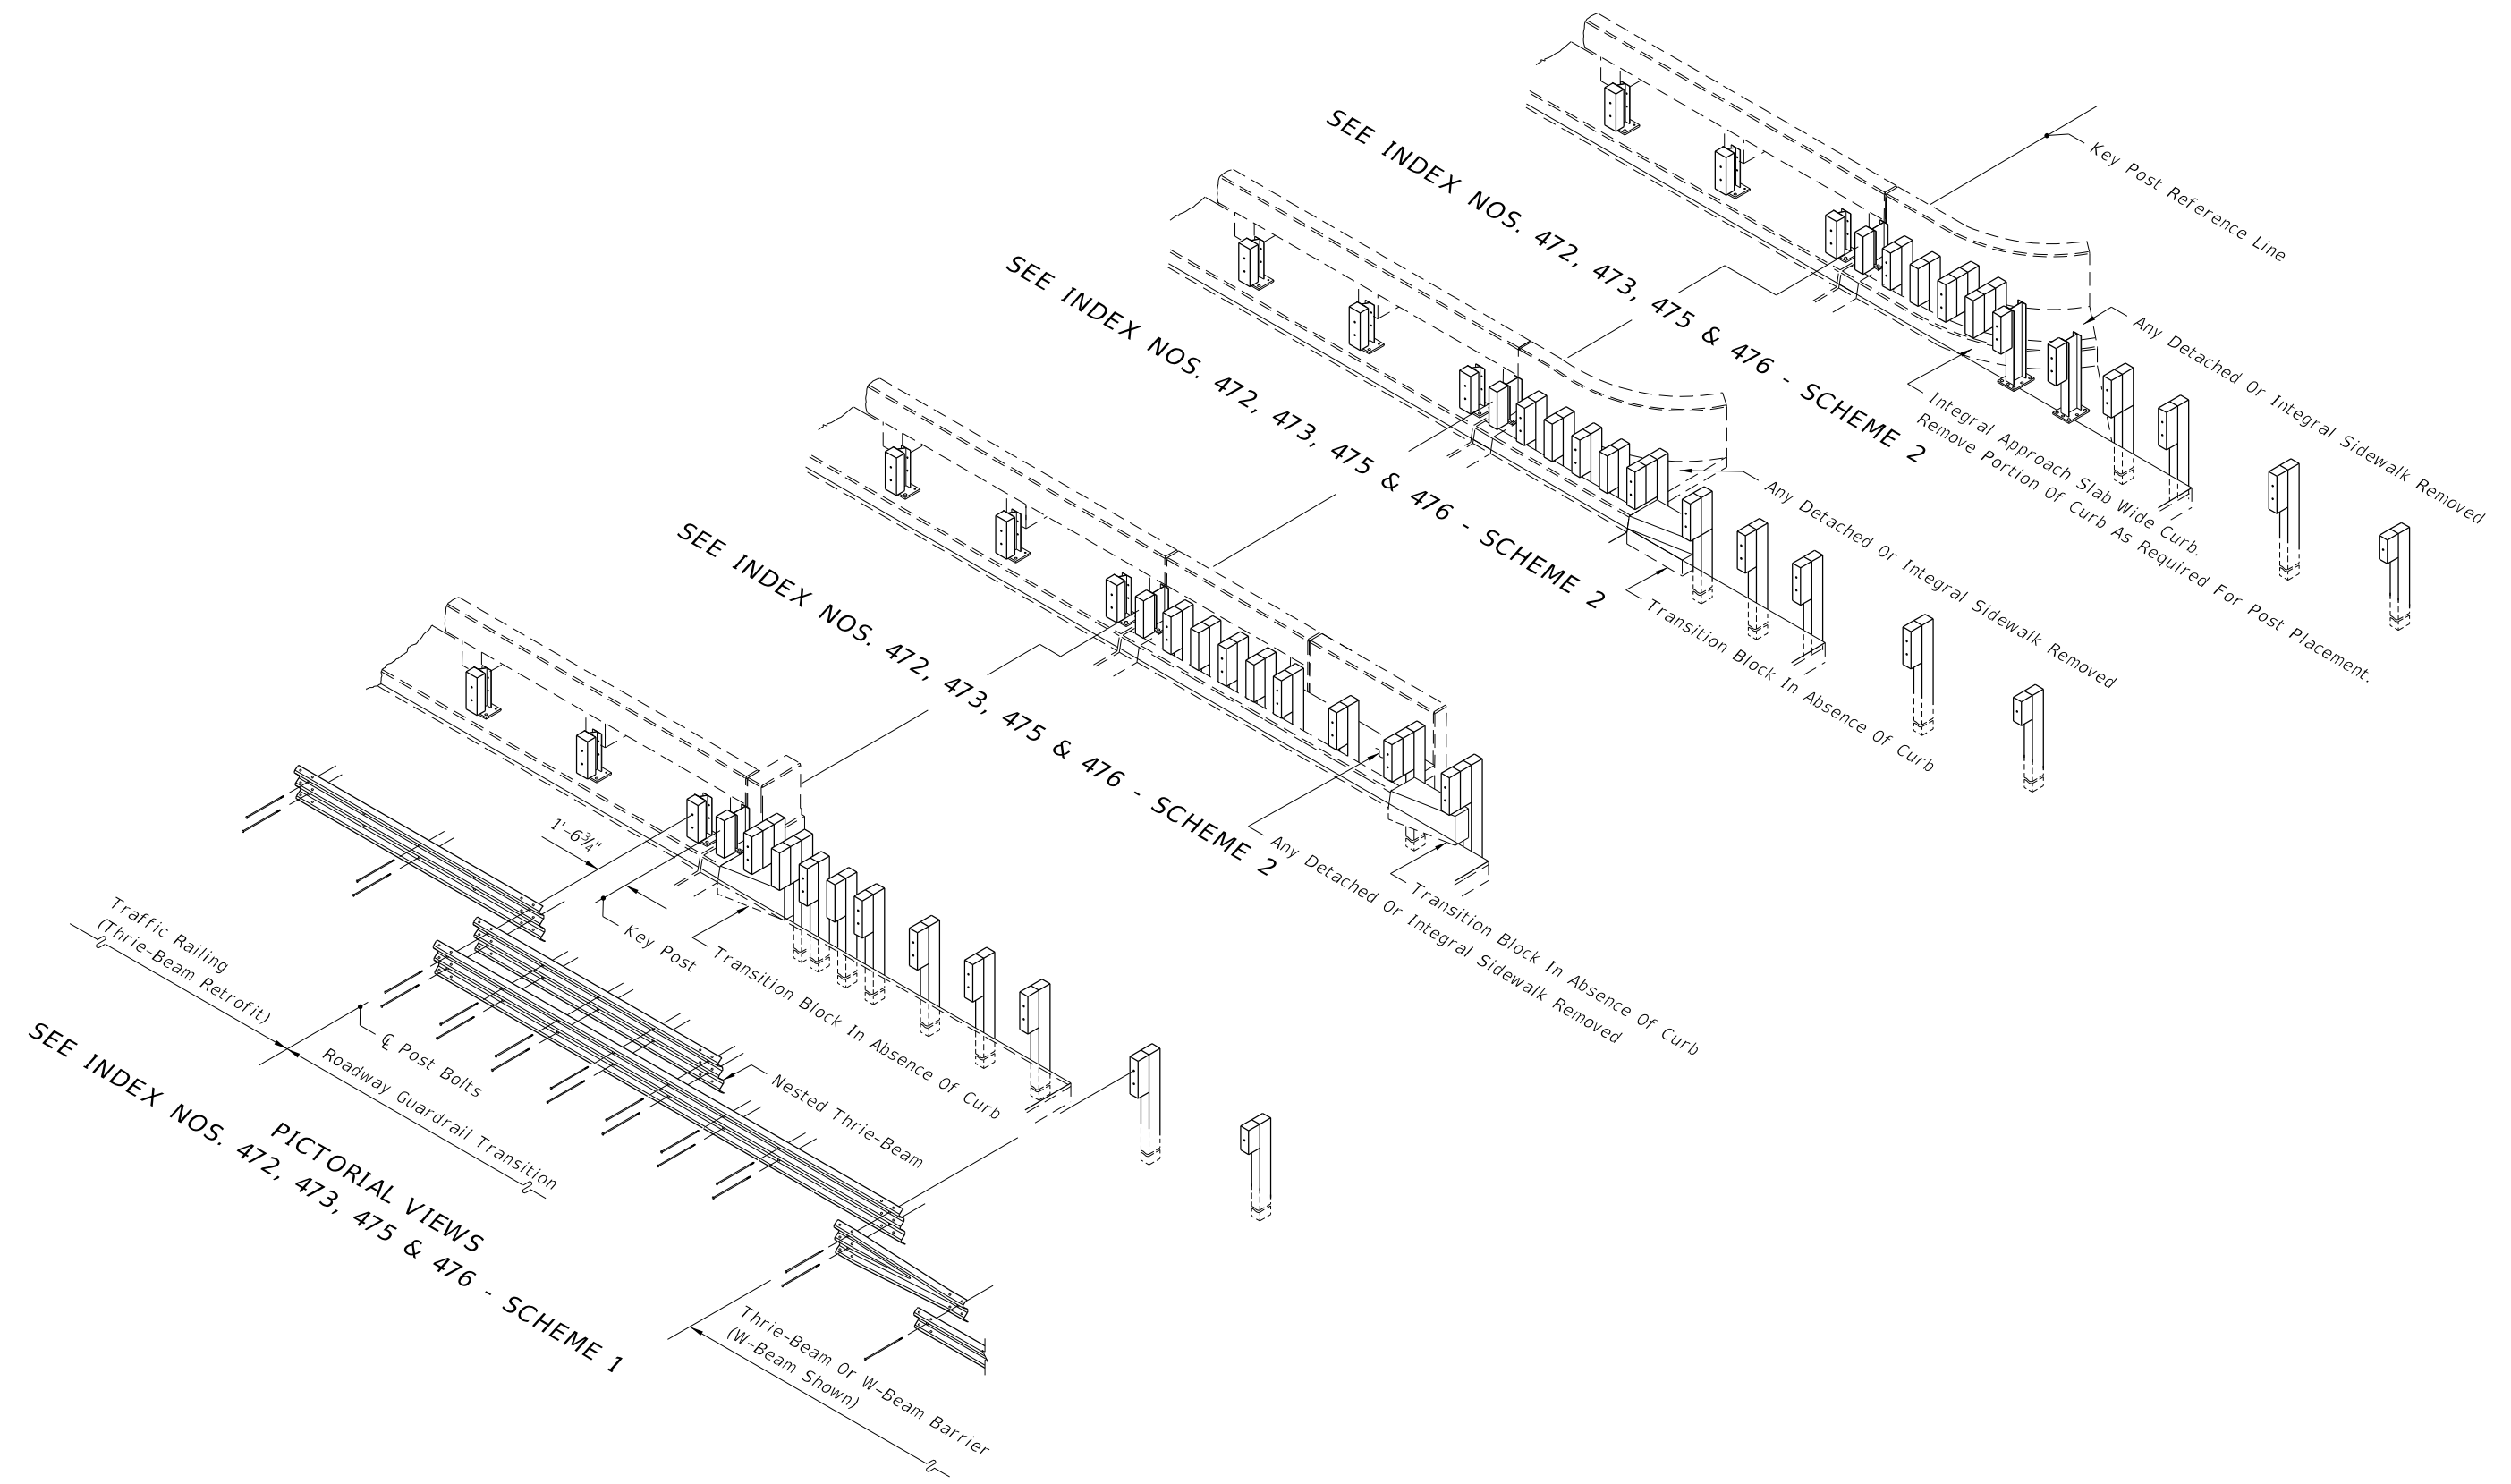 Key Post Reference Line
Any Detached Or Integral Sidewalk Removed
Integral Approach Slab Wide Curb.
Remove Portion Of Curb As Required For Post Placement.
SEE INDEX NOS. 472, 473, 475 & 476 - SCHEME 2
Any Detached Or Integral Sidewalk Removed
Transition Block In Absence Of Curb
SEE INDEX NOS. 472, 473, 475 & 476 - SCHEME 2
Transition Block In Absence Of Curb
Any Detached Or Integral Sidewalk Removed
SEE INDEX NOS. 472, 473, 475 & 476 - SCHEME 2
1'-6¾"
Key Post
Transition Block In Absence Of Curb
Traffic Railing
(Thrie-Beam Retrofit)
℄ Post Bolts
Roadway Guardrail Transition
Nested Thrie-Beam
Thrie-Beam Or W-Beam Barrier
(W-Beam Shown)
PICTORIAL VIEWS
SEE INDEX NOS. 472, 473, 475 & 476 - SCHEME 1